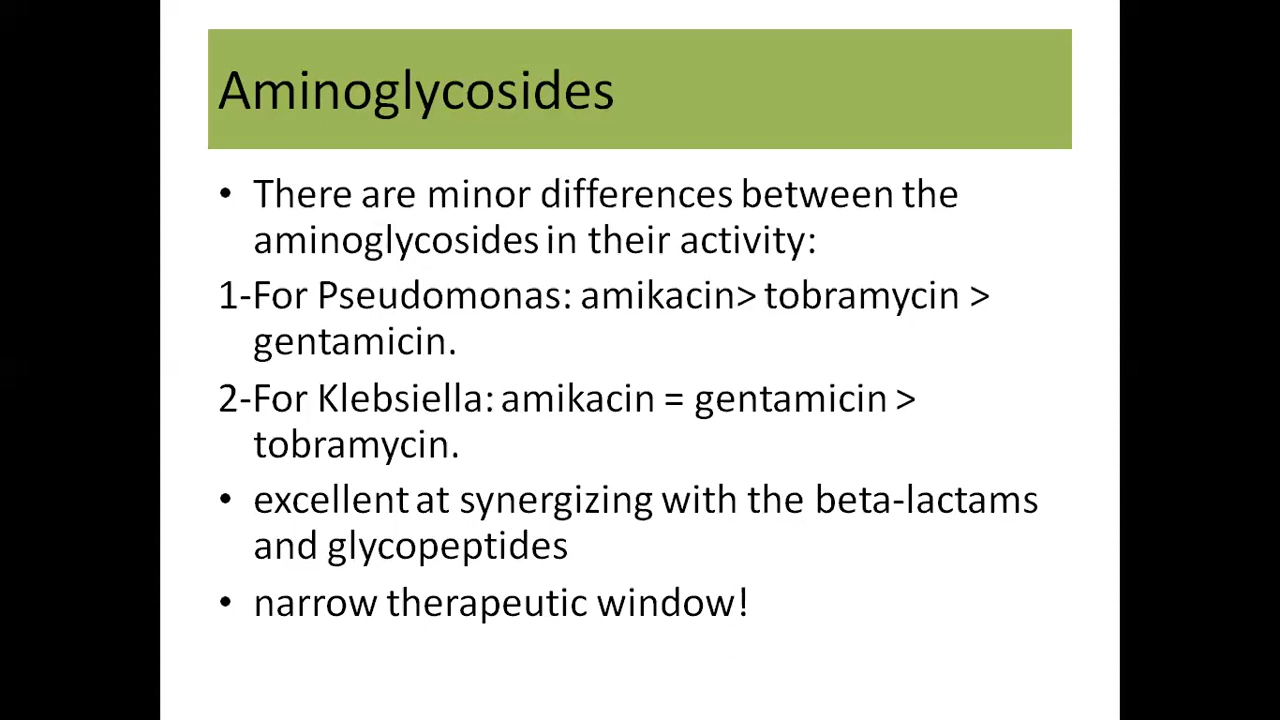 Aminoglycosides
• There are minor differences between the
aminoglycosides in their activity:
1-For Pseudomonas: amikacin> tobramycin >
gentamicin.
2-For Klebsiella: amikacin = gentamicin >
tobramycin.
• excellent at synergizing with the beta-lactams
and glycopeptides
• narrow therapeutic window!